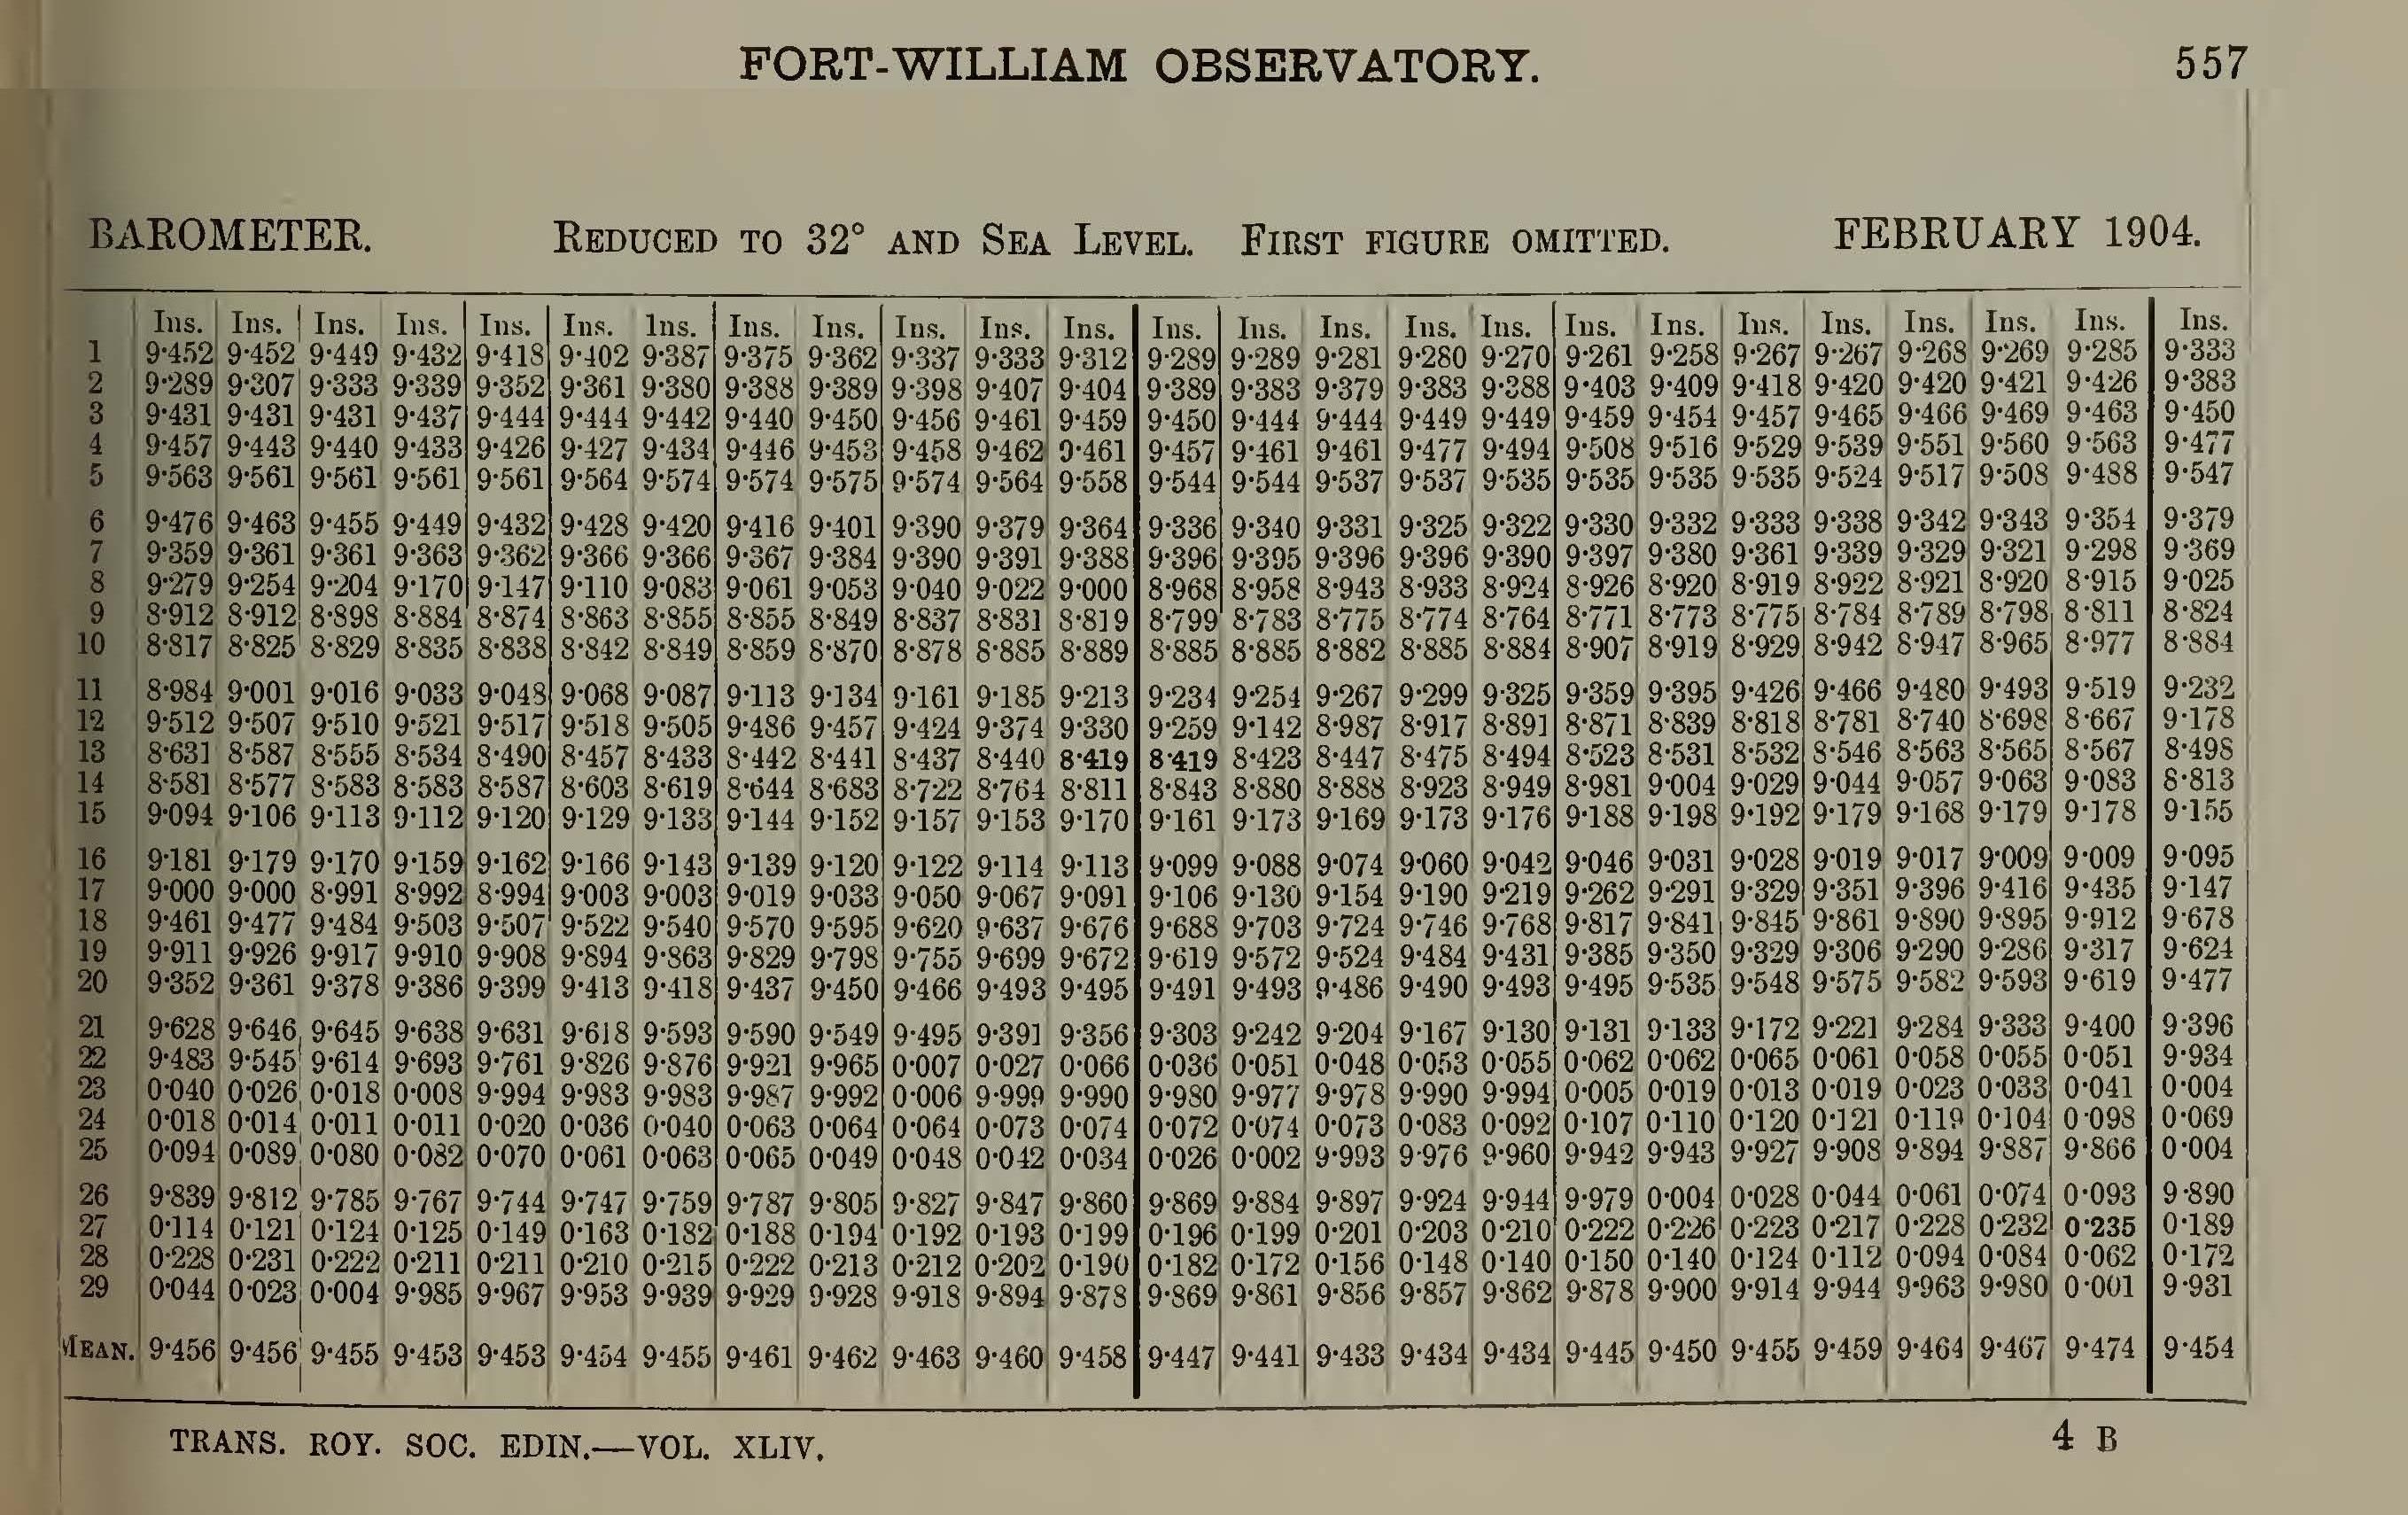 FORT-WILLIAM OBSERVATORY. 557
BAROMETER. REDUCED TO 32° AND SEA LEVEL. FIRST FIGURE OMITTED. FEBRUARY 1904.
Ins. Ins. Ins. Ins. Ins. Ins. Ins. Ins. Ins. Ins. Ins. Ins. Ins. Ins. Ins. Ins. Ins. Ins. Ins. Ins. Ins. Ins. Ins. Ins. Ins.
1 9·452 9·452 9·449 9·432 9·418 9·402 9·387 9·375 9·362 9·337 9·333 9·312 9·289 9·289 9·281 9·280 9·270 9·261 9·258 9·267 9·267 9·268 9·269 9·285 9·333
2 9·289 9·307 9·333 9·339 9·352 9·361 9·380 9·388 9·389 9·398 9·407 9·404 9·389 9·383 9·379 9·383 9·388 9·403 9·409 9·418 9·420 9·420 9·421 9·426 9·383
3 9·431 9·431 9·431 9·437 9·444 9·444 9·442 9·440 9·450 9·456 9·461 9·459 9·450 9·444 9·444 9·449 9·449 9·459 9·454 9·457 9·465 9·466 9·469 9·463 9·450
4 9·457 9·443 9·440 9·433 9·426 9·427 9·434 9·446 9·453 9·458 9·462 9·461 9·457 9·461 9·461 9·477 9·494 9·508 9·516 9·529 9·539 9·551 9·560 9·563 9·477
5 9·563 9·561 9·561 9·561 9·561 9·564 9·574 9·574 9·575 9·574 9·564 9·558 9·544 9·544 9·537 9·537 9·535 9·535 9·535 9·535 9·524 9·517 9·508 9·488 9·547
6 9·476 9·463 9·455 9·449 9·432 9·428 9·420 9·416 9·401 9·390 9·379 9·364 9·336 9·340 9·331 9·325 9·322 9·330 9·332 9·333 9·338 9·342 9·343 9·354 9·379
7 9·359 9·361 9·361 9·363 9·362 9·366 9·366 9·367 9·384 9·390 9·391 9·388 9·396 9·395 9·396 9·396 9·390 9·397 9·380 9·361 9·339 9·329 9·321 9·298 9·369
8 9·279 9·254 9·204 9·170 9·147 9·110 9·083 9·061 9·053 9·040 9·022 9·000 8·968 8·958 8·943 8·933 8·924 8·926 8·920 8·919 8·922 8·921 8·920 8·915 9·025
9 8·912 8·912 8·898 8·884 8·874 8·863 8·855 8·855 8·849 8·837 8·831 8·819 8·799 8·783 8·775 8·774 8·764 8·771 8·773 8·775 8·784 8·789 8·798 8·811 8·824
10 8·817 8·825 8·829 8·835 8·838 8·842 8·849 8·859 8·870 8·878 8·885 8·889 8·885 8·885 8·882 8·885 8·884 8·907 8·919 8·929 8·942 8·947 8·965 8·977 8·884
11 8·984 9·001 9·016 9·033 9·048 9·068 9·087 9·113 9·134 9·161 9·185 9·213 9·234 9·254 9·267 9·299 9·325 9·359 9·395 9·426 9·466 9·480 9·493 9·519 9·232
12 9·512 9·507 9·510 9·521 9·517 9·518 9·505 9·486 9·457 9·424 9·374 9·330 9·259 9·142 8·987 8·917 8·891 8·871 8·839 8·818 8·781 8·740 8·698 8·667 9·178
13 8·631 8·587 8·555 8·534 8·490 8·457 8·433 8·442 8·441 8·437 8·440 8·419 8·419 8·423 8·447 8·475 8·494 8·523 8·531 8·532 8·546 8·563 8·565 8·567 8·498
14 8·581 8·577 8·583 8·583 8·587 8·603 8·619 8·644 8·683 8·722 8·764 8·811 8·843 8·880 8·888 8·923 8·949 8·981 9·004 9·029 9·044 9·057 9·063 9·083 8·813
15 9·094 9·106 9·113 9·112 9·120 9·129 9·133 9·144 9·152 9·157 9·153 9·170 9·161 9·173 9·169 9·173 9·176 9·188 9·198 9·192 9·179 9·168 9·179 9·178 9·155
16 9·181 9·179 9·170 9·159 9·162 9·166 9·143 9·139 9·120 9·122 9·114 9·113 9·099 9·088 9·074 9·060 9·042 9·046 9·031 9·028 9·019 9·017 9·009 9·009 9·095
17 9·000 9·000 8·991 8·992 8·994 9·003 9·003 9·019 9·033 9·050 9·067 9·091 9·106 9·130 9·154 9·190 9·219 9·262 9·291 9·329 9·351 9·396 9·416 9·435 9·147
18 9·461 9·477 9·484 9·503 9·507 9·522 9·540 9·570 9·595 9·620 9·637 9·676 9·688 9·703 9·724 9·746 9·768 9·817 9·841 9·845 9·861 9·890 9·895 9·912 9·678
19 9·911 9·926 9·917 9·910 9·908 9·894 9·863 9·829 9·798 9·755 9·699 9·672 9·619 9·572 9·524 9·484 9·431 9·385 9·350 9·329 9·306 9·290 9·286 9·317 9·624
20 9·352 9·361 9·378 9·386 9·399 9·413 9·418 9·437 9·450 9·466 9·493 9·495 9·491 9·493 9·486 9·490 9·493 9·495 9·535 9·548 9·575 9·582 9·593 9·619 9·477
21 9·628 9·646 9·645 9·638 9·631 9·618 9·593 9·590 9·549 9·495 9·391 9·356 9·303 9·242 9·204 9·167 9·130 9·131 9·133 9·172 9·221 9·284 9·333 9·400 9·396
22 9·483 9·545 9·614 9·693 9·761 9·826 9·876 9·921 9·965 0·007 0·027 0·066 0·036 0·051 0·048 0·053 0·055 0·062 0·062 0·065 0·061 0·058 0·055 0·051 9·934
23 0·040 0·026 0·018 0·008 9·994 9·983 9·983 9·987 9·992 0·006 9·999 9·990 9·980 9·977 9·978 9·990 9·994 0·005 0·019 0·013 0·019 0·023 0·033 0·041 0·004
24 0·018 0·014 0·011 0·011 0·020 0·036 0·040 0·063 0·064 0·064 0·073 0·074 0·072 0·074 0·073 0·083 0·092 0·107 0·110 0·120 0·121 0·119 0·104 0·098 0·069
25 0·094 0·089 0·080 0·082 0·070 0·061 0·063 0·065 0·049 0·048 0·042 0·034 0·026 0·002 9·993 9·976 9·960 9·942 9·943 9·927 9·908 9·894 9·887 9·866 0·004
26 9·839 9·812 9·785 9·767 9·744 9·747 9·759 9·787 9·805 9·827 9·847 9·860 9·869 9·884 9·897 9·924 9·944 9·979 0·004 0·028 0·044 0·061 0·074 0·093 9·890
27 0·114 0·121 0·124 0·125 0·149 0·163 0·182 0·188 0·194 0·192 0·193 0·199 0·196 0·199 0·201 0·203 0·210 0·222 0·226 0·223 0·217 0·228 0·232 0·235 0·189
28 0·228 0·231 0·222 0·211 0·211 0·210 0·215 0·222 0·213 0·212 0·202 0·190 0·182 0·172 0·156 0·148 0·140 0·150 0·140 0·124 0·112 0·094 0·084 0·062 0·172
29 0·044 0·023 0·004 9·985 9·967 9·953 9·939 9·929 9·928 9·918 9·894 9·878 9·869 9·861 9·856 9·857 9·862 9·878 9·900 9·914 9·944 9·963 9·980 0·001 9·931
MEAN. 9·456 9·456 9·455 9·453 9·453 9·454 9·455 9·461 9·462 9·463 9·460 9·458 9·447 9·441 9·433 9·434 9·434 9·445 9·450 9·455 9·459 9·464 9·467 9·474 9·454
TRANS. ROY. SOC. EDIN.—VOL. XLIV. 4 B